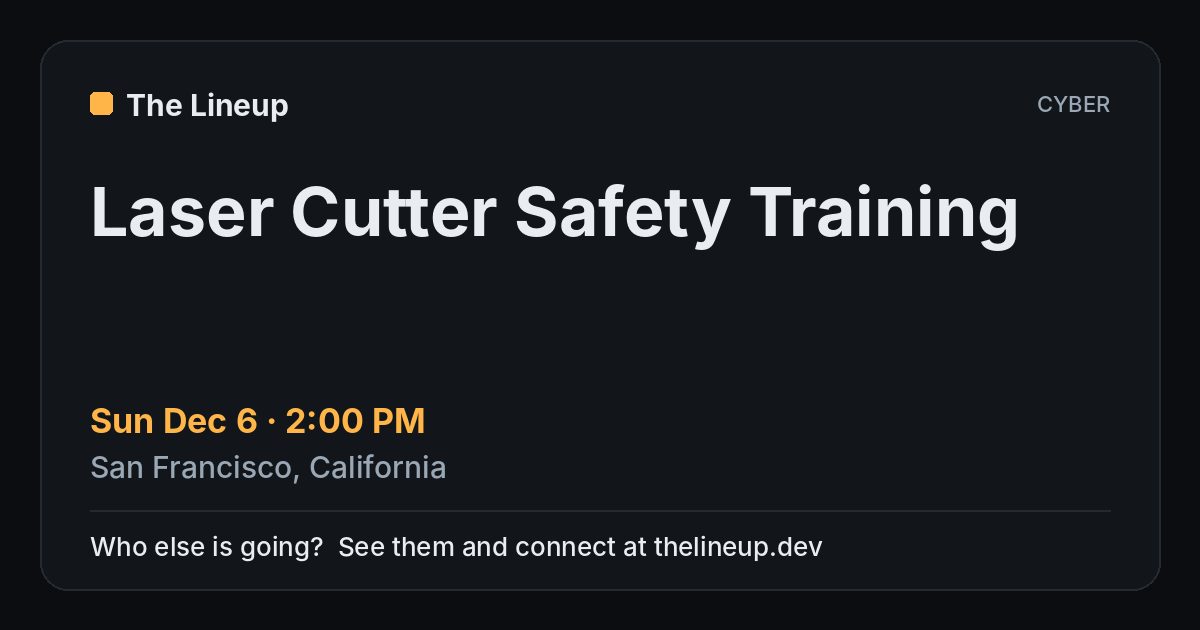 The Lineup
CYBER
Laser Cutter Safety Training
Sun Dec 6 · 2:00 PM
San Francisco, California
Who else is going? See them and connect at thelineup.dev